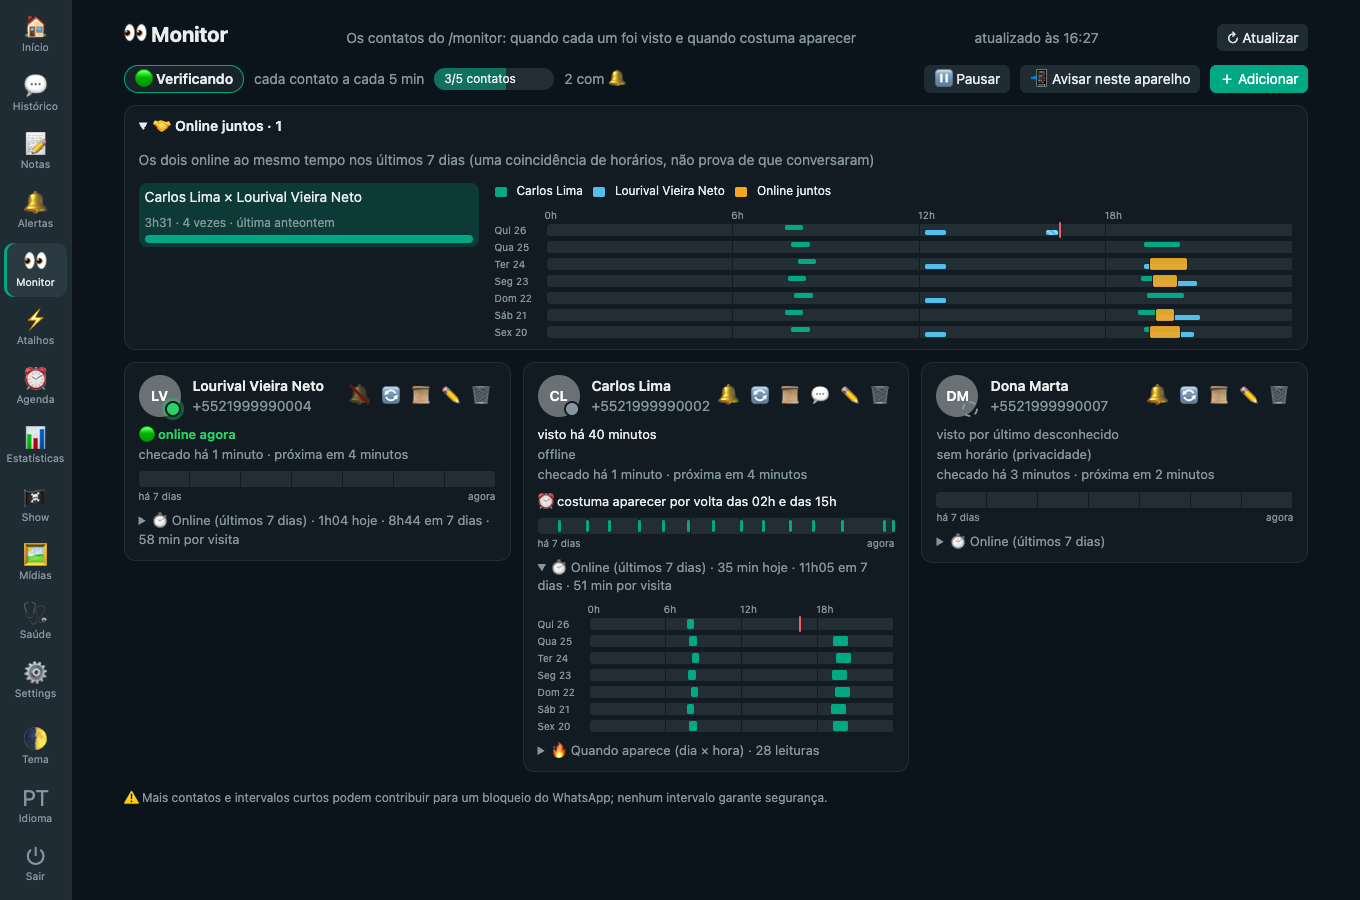 Início
Histórico
Notas
Alertas
Monitor
Atalhos
Agenda
Estatísticas
Show
Mídias
Saúde
Settings
Tema
PT
Idioma
Sair
Monitor
Os contatos do /monitor: quando cada um foi visto e quando costuma aparecer
atualizado às 16:27
Atualizar
Verificando
cada contato a cada 5 min
3/5 contatos
2 com
Pausar
Avisar neste aparelho
+ Adicionar
Online juntos · 1
Os dois online ao mesmo tempo nos últimos 7 dias (uma coincidência de horários, não prova de que conversaram)
Carlos Lima × Lourival Vieira Neto
3h31 · 4 vezes · última anteontem
Carlos Lima
Lourival Vieira Neto
Online juntos
0h 6h 12h 18h
Qui 26
Qua 25
Ter 24
Seg 23
Dom 22
Sáb 21
Sex 20
LV
Lourival Vieira Neto
+5521999990004
online agora
checado há 1 minuto · próxima em 4 minutos
há 7 dias agora
Online (últimos 7 dias) · 1h04 hoje · 8h44 em 7 dias ·
58 min por visita
CL
Carlos Lima
+5521999990002
visto há 40 minutos
offline
checado há 1 minuto · próxima em 4 minutos
costuma aparecer por volta das 02h e das 15h
há 7 dias agora
Online (últimos 7 dias) · 35 min hoje · 11h05 em 7
dias · 51 min por visita
0h 6h 12h 18h
Qui 26
Qua 25
Ter 24
Seg 23
Dom 22
Sáb 21
Sex 20
Quando aparece (dia × hora) · 28 leituras
DM
Dona Marta
+5521999990007
visto por último desconhecido
sem horário (privacidade)
checado há 3 minutos · próxima em 2 minutos
há 7 dias agora
Online (últimos 7 dias)
Mais contatos e intervalos curtos podem contribuir para um bloqueio do WhatsApp; nenhum intervalo garante segurança.